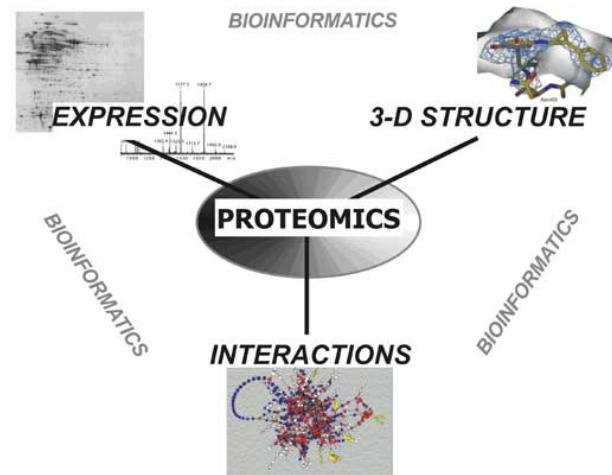 BIOINFORMATICS
EXPRESSION
3-D STRUCTURE
PROTEOMICS
BIOINFORMATICS
BIOINFORMATICS
INTERACTIONS